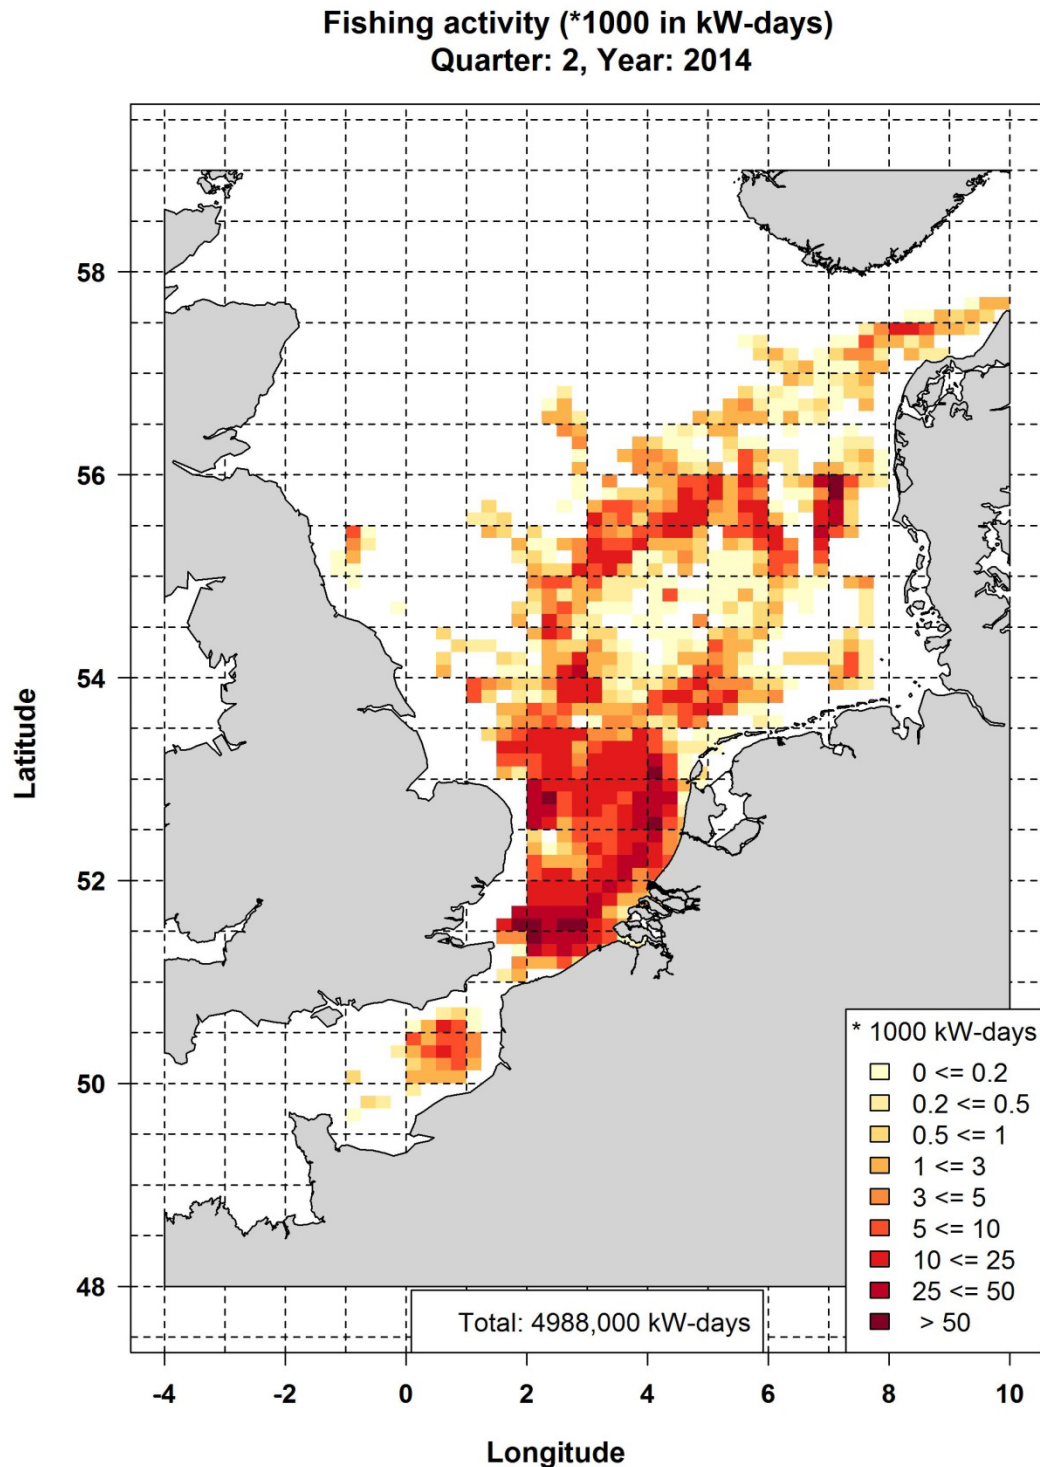 Fishing activity (*1000 in kW-days)
Quarter: 2, Year: 2014
Latitude
58
56
54
52
50
48
* 1000 kW-days
0 <= 0.2
0.2 <= 0.5
0.5 <= 1
1 <= 3
3 <= 5
5 <= 10
10 <= 25
25 <= 50
> 50
Total: 4988,000 kW-days
-4 -2 0 2 4 6 8 10
Longitude